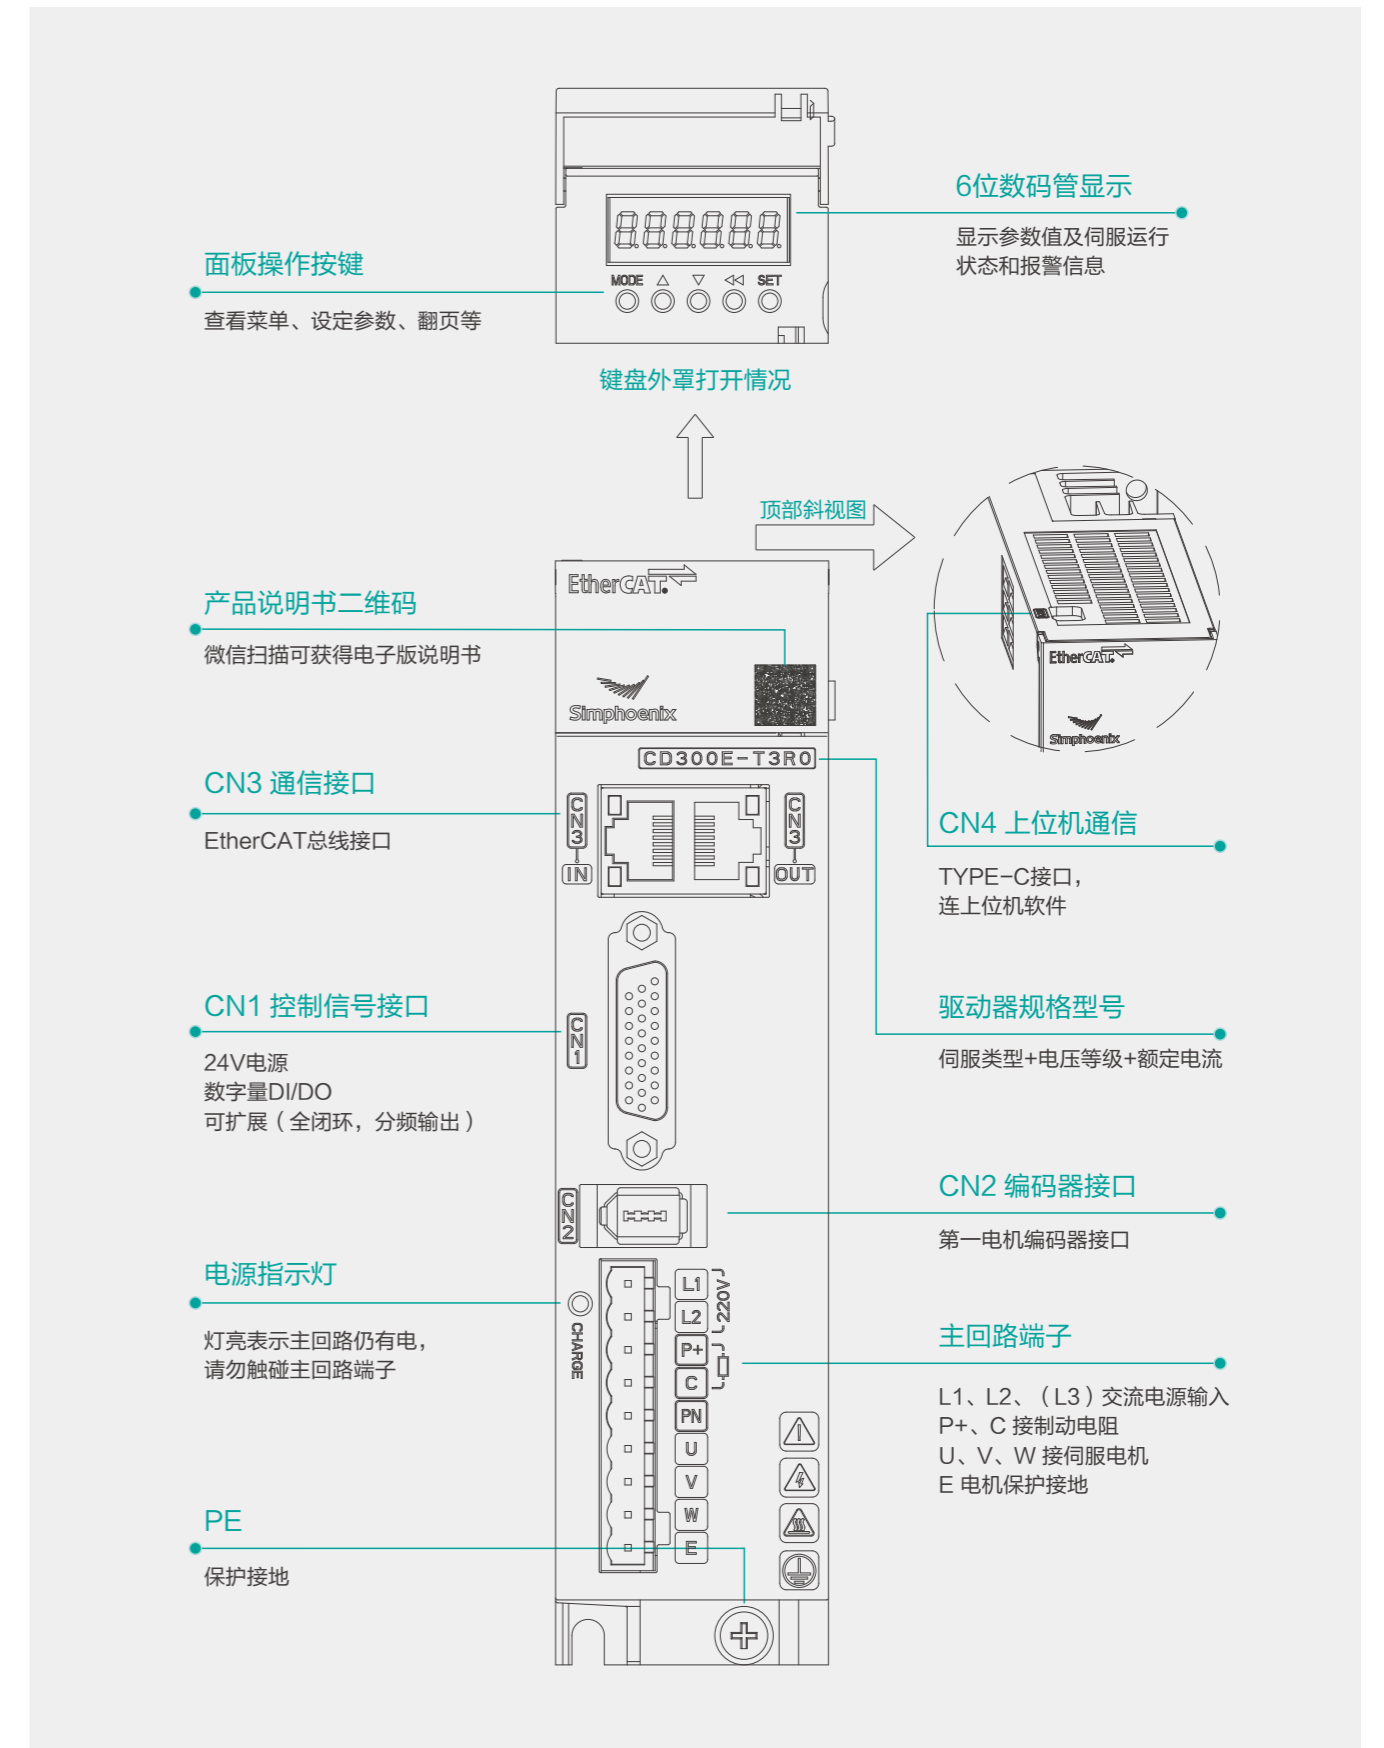 6位数码管显示
显示参数值及伺服运行
状态和报警信息
面板操作按键
查看菜单、设定参数、翻页等
MODE △ ▽ ◁◁ SET
键盘外罩打开情况
顶部斜视图
EtherCAT
产品说明书二维码
微信扫描可获得电子版说明书
Simphoenix
EtherCAT
Simphoenix
CD300E-T3R0
CN3 通信接口
EtherCAT总线接口
CN3
IN
CN3
OUT
CN4 上位机通信
TYPE-C接口，
连上位机软件
CN1 控制信号接口
24V电源
数字量DI/DO
可扩展（全闭环，分频输出）
CN1
驱动器规格型号
伺服类型+电压等级+额定电流
CN2 编码器接口
第一电机编码器接口
CN2
电源指示灯
灯亮表示主回路仍有电，
请勿触碰主回路端子
CHARGE
L1
L2
220V
P+
C
PN
U
V
W
E
主回路端子
L1、L2、（L3）交流电源输入
P+、C 接制动电阻
U、V、W 接伺服电机
E 电机保护接地
PE
保护接地